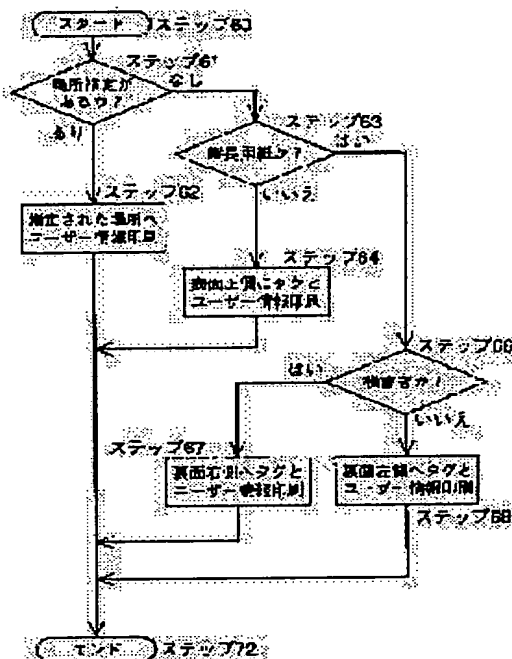 スタート
ステップ60
ステップ61
場所指定が
あるか?
なし
あり
ステップ63
はい
横長用紙か?
いいえ
ステップ62
指定された場所へ
ユーザー情報印刷
ステップ64
表面上側にタグと
ユーザー情報印刷
ステップ66
はい
いいえ
ステップ67
裏面右側へタグと
ユーザー情報印刷
裏面左側へタグと
ユーザー情報印刷
ステップ68
エンド
ステップ72